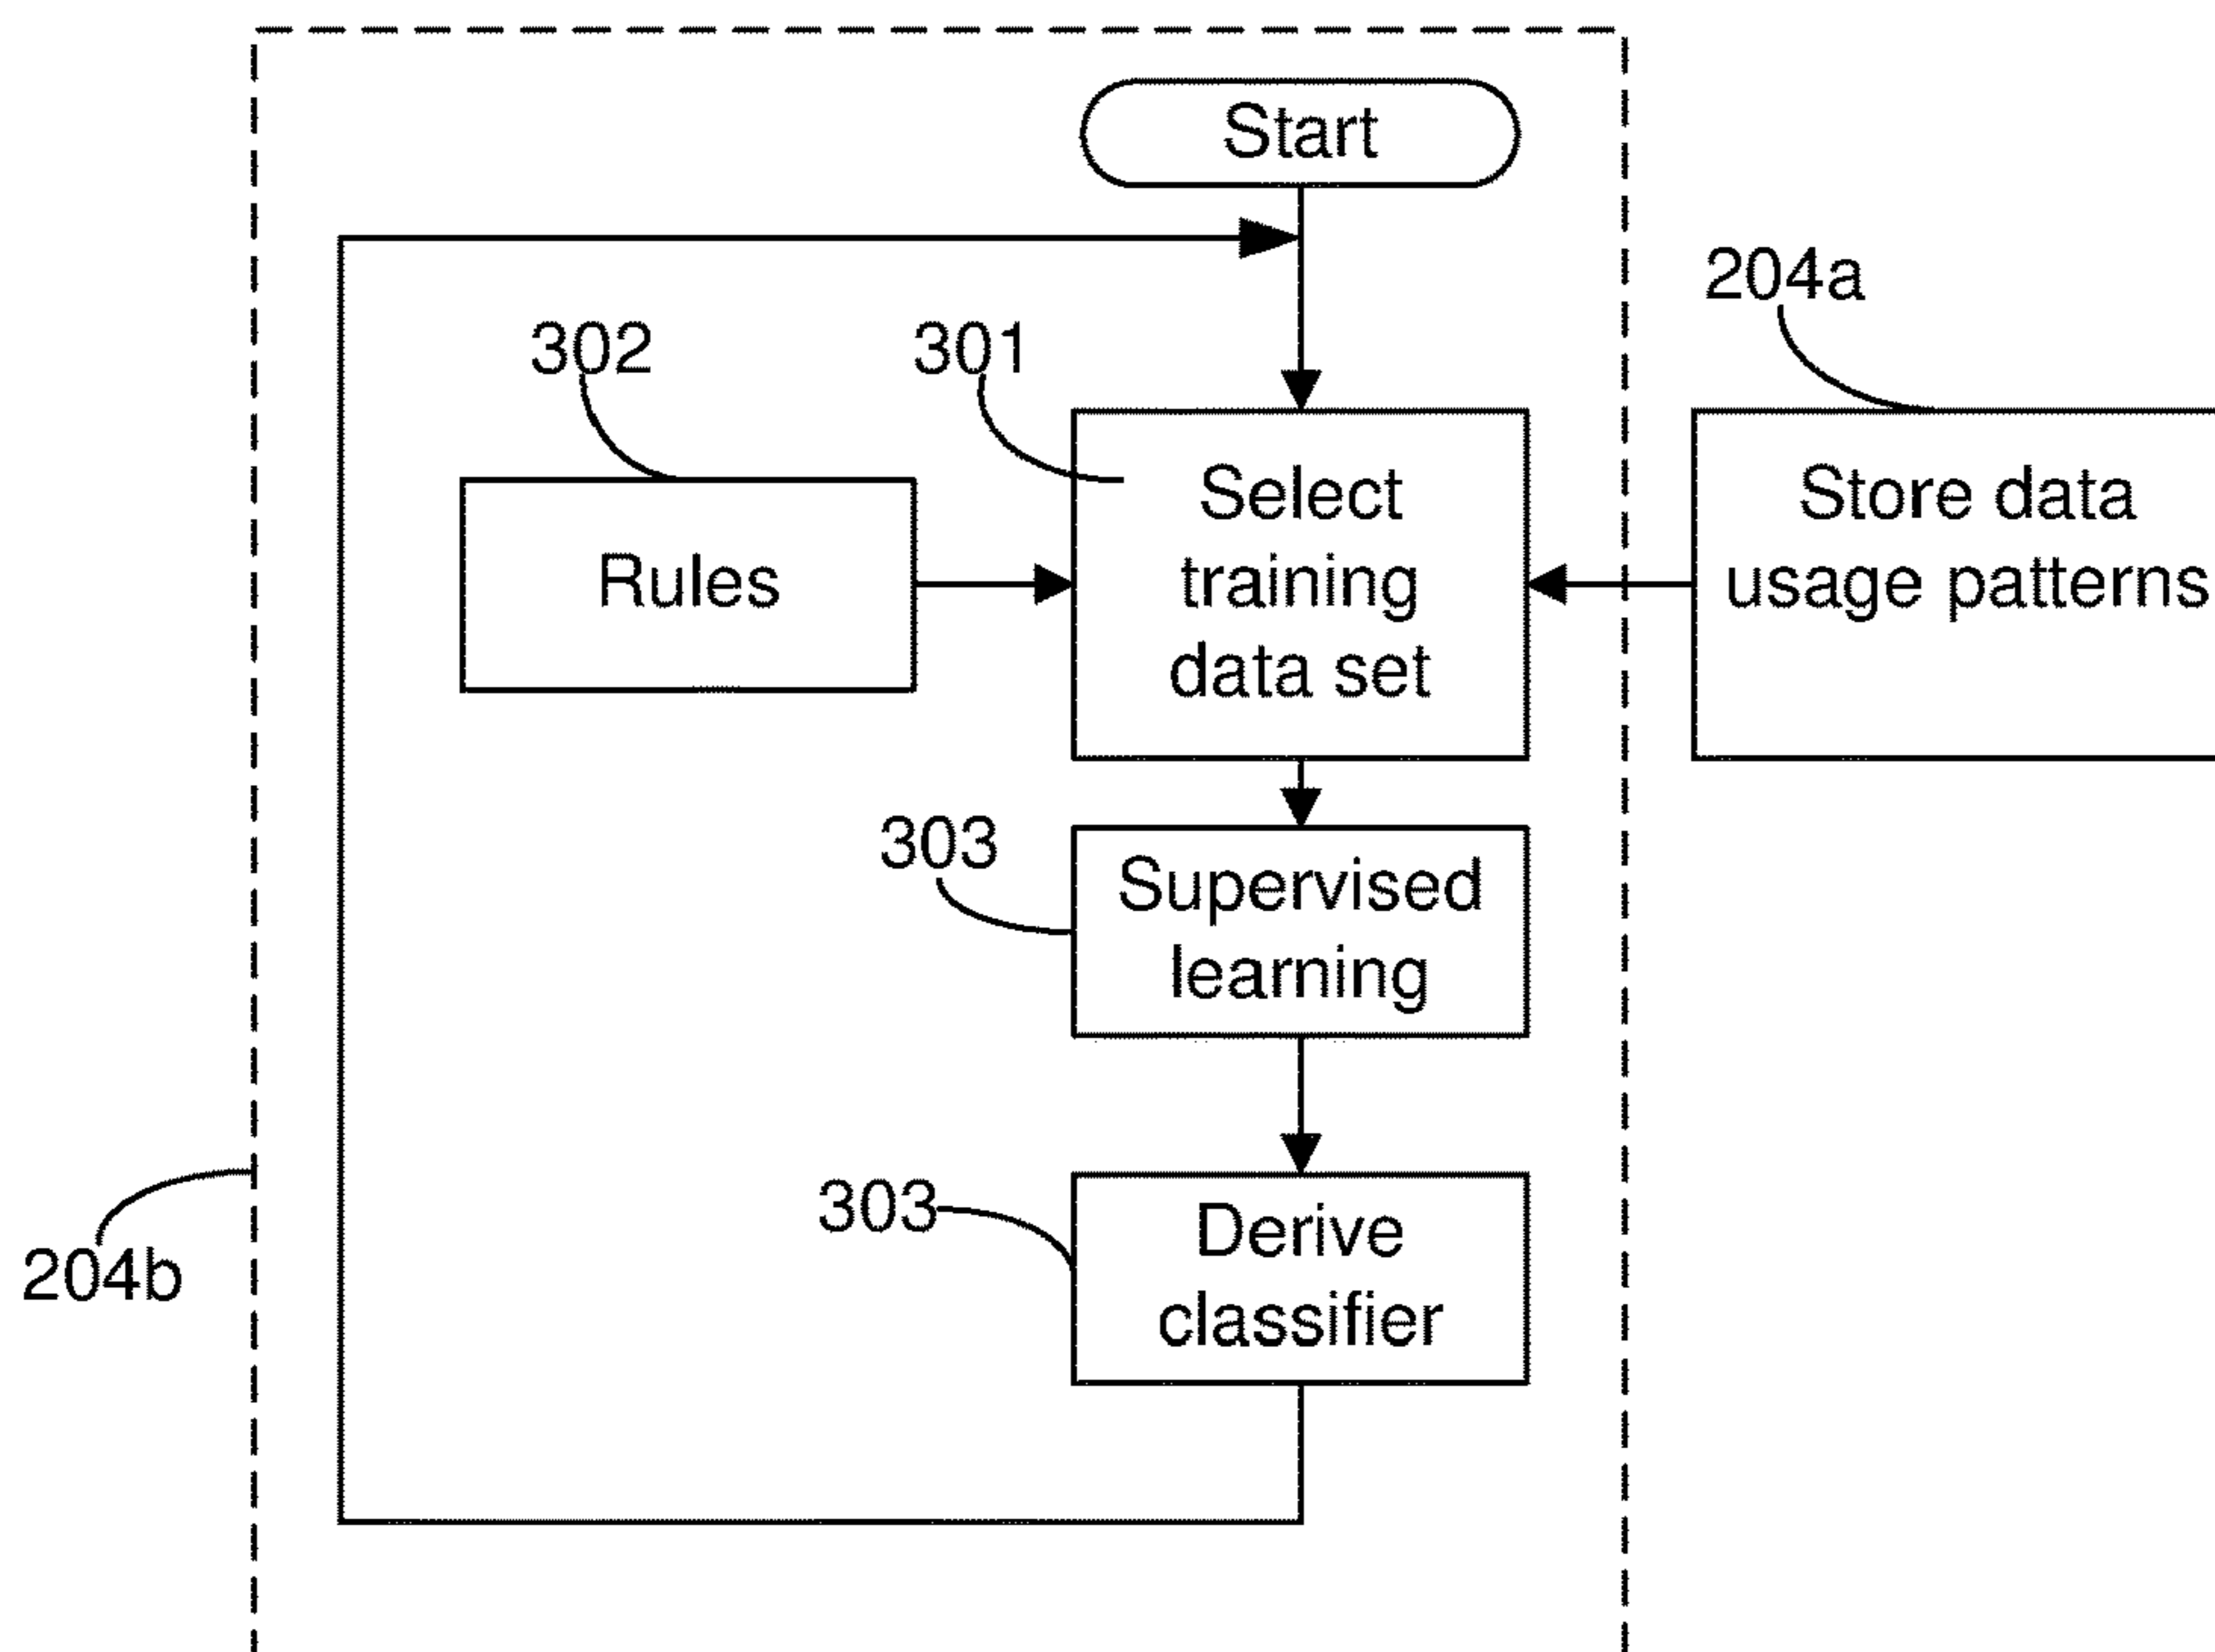 Start
204a
302
301
Select
training
data set
Store data
usage patterns
Rules
303
Supervised
learning
303
Derive
classifier
204b